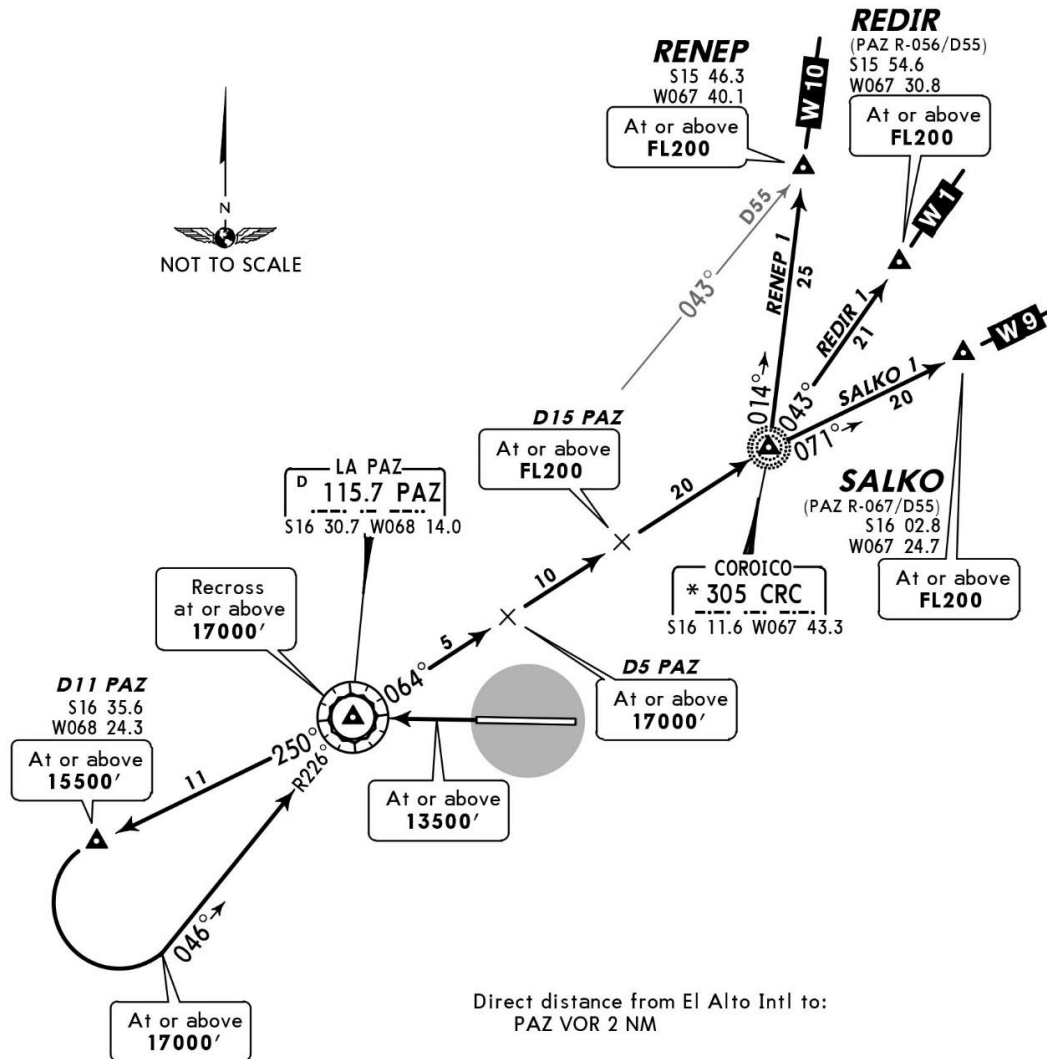 REDIR
(PAZ R-056/D55)
S15 54.6
W067 30.8
At or above
FL200
W 1
RENEP
S15 46.3
W067 40.1
At or above
FL200
W 10
N
NOT TO SCALE
D55
043°
RENEP 1
25
REDIR 1
21
W 9
SALKO 1
20
014°
043°
071°
D15 PAZ
At or above
FL200
20
SALKO
(PAZ R-067/D55)
S16 02.8
W067 24.7
At or above
FL200
LA PAZ
D 115.7 PAZ
S16 30.7 W068 14.0
COROICO
* 305 CRC
S16 11.6 W067 43.3
10
Recross
at or above
17000'
5
064°
D5 PAZ
At or above
17000'
D11 PAZ
S16 35.6
W068 24.3
At or above
15500'
250°
R226°
11
At or above
13500'
046°
At or above
17000'
Direct distance from El Alto Intl to:
PAZ VOR 2 NM